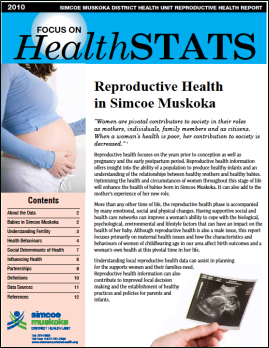 2010
SIMCOE MUSKOKA DISTRICT HEALTH UNIT REPRODUCTIVE HEALTH REPORT
FOCUS ON
HealthSTATS
Reproductive Health
in Simcoe Muskoka
"Women are pivotal contributors to society in their roles
as mothers, individuals, family members and as citizens.
When a woman's health is poor, her contribution to society is
decreased."
Reproductive health focuses on the years prior to conception as well as
pregnancy and the early postpartum period. Reproductive health information
offers insight into the ability of a population to produce healthy infants and an
understanding of the relationships between healthy mothers and healthy babies.
Optimizing the health and circumstances of women throughout this stage of life
will enhance the health of babies born in Simcoe Muskoka. It can also add to the
mother's experience of her new role.
More than any other time of life, the reproductive health phase is accompanied
by many emotional, social and physical changes. Having supportive social and
health care networks can improve a woman's ability to cope with the biological,
psychological, environmental and lifestyle factors that can have an impact on the
health of her baby. Although reproductive health is also a male issue, this report
focuses primarily on maternal health issues and how the characteristics and
behaviours of women of childbearing age in our area affect birth outcomes and a
woman's own health at this pivotal time in her life.
Understanding local reproductive health data can assist in planning
for the supports women and their families need.
Reproductive health information can also
contribute to improved local decision
making and the establishment of healthy
practices and policies for parents and
infants.
Contents
About the Data 2
Babies in Simcoe Muskoka 2
Understanding Fertility 3
Health Behaviours 4
Social Determinants of Health 7
Influencing Health 8
Partnerships 9
Definitions 10
Data Sources 11
References 12
simcoe
muskoka
DISTRICT HEALTH UNIT